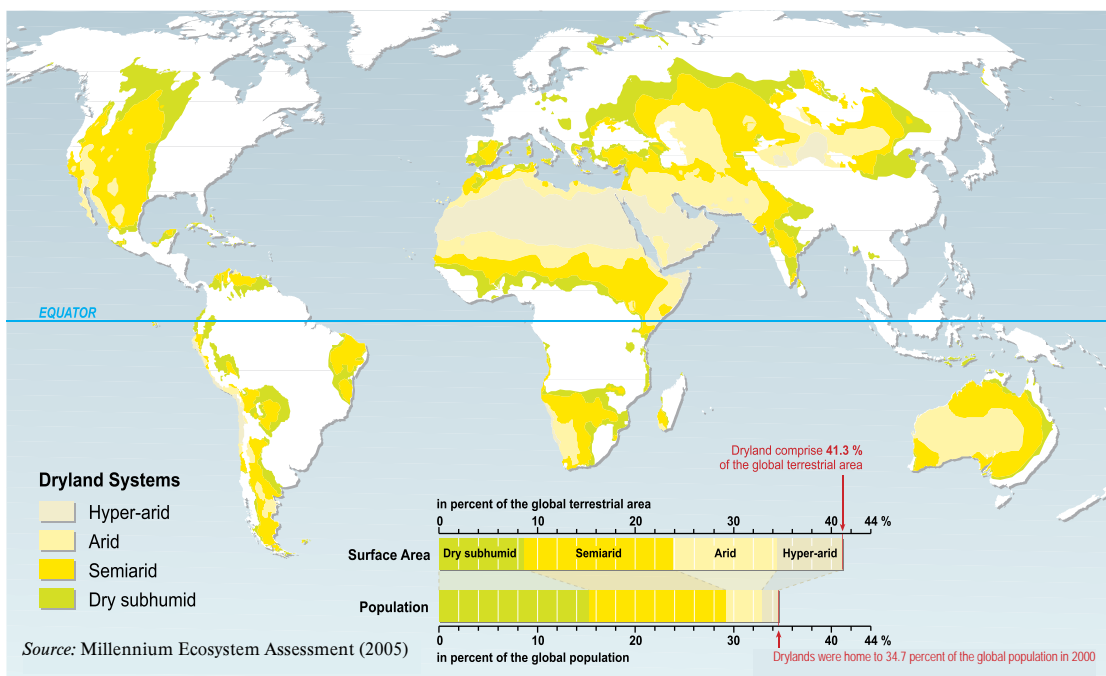 EQUATOR
Dryland comprise 41.3 %
of the global terrestrial area
Dryland Systems
Hyper-arid
Arid
Semiarid
Dry subhumid
in percent of the global terrestrial area
0 10 20 30 40 44 %
Surface Area Dry subhumid Semiarid Arid Hyper-arid
Population
0 10 20 30 40 44 %
in percent of the global population
Drylands were home to 34.7 percent of the global population in 2000
Source: Millennium Ecosystem Assessment (2005)